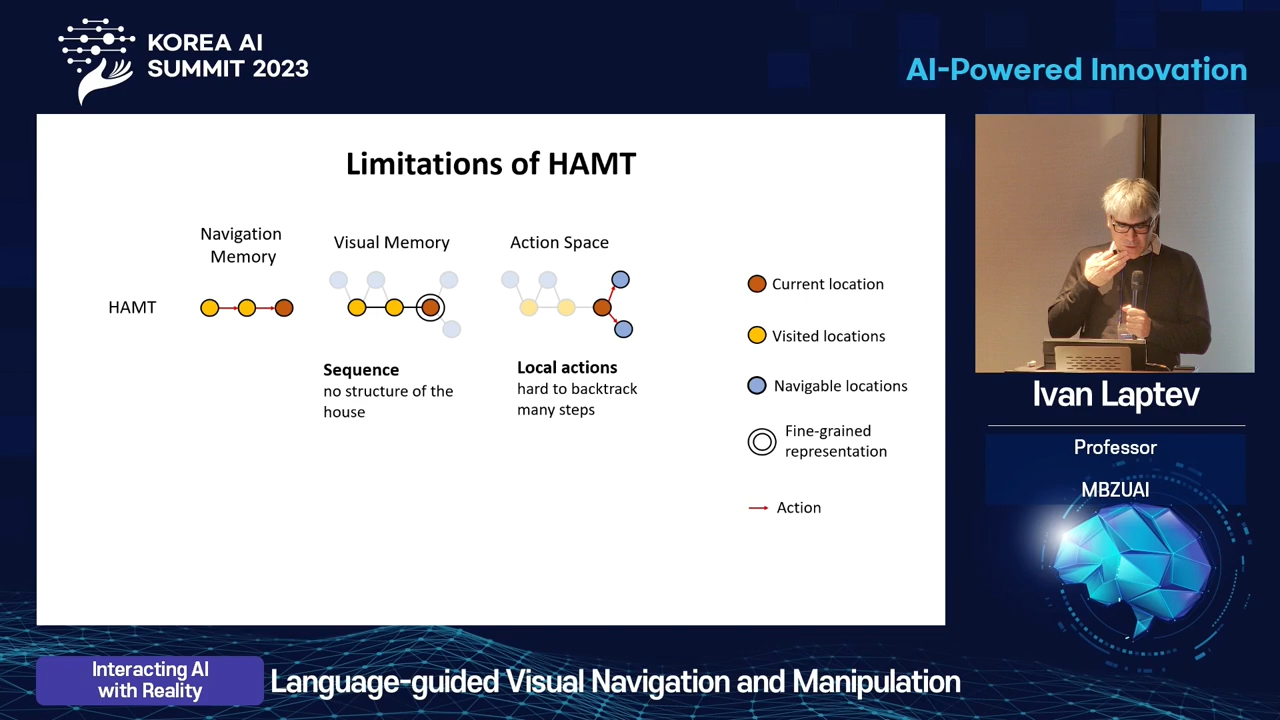 KOREA AI
SUMMIT 2023
AI-Powered Innovation
Limitations of HAMT
Navigation
Memory
Visual Memory
Action Space
HAMT
Sequence
no structure of the
house
Local actions
hard to backtrack
many steps
Current location
Visited locations
Navigable locations
Fine-grained
representation
Action
Ivan Laptev
Professor
MBZUAI
Interacting AI
with Reality
Language-guided Visual Navigation and Manipulation